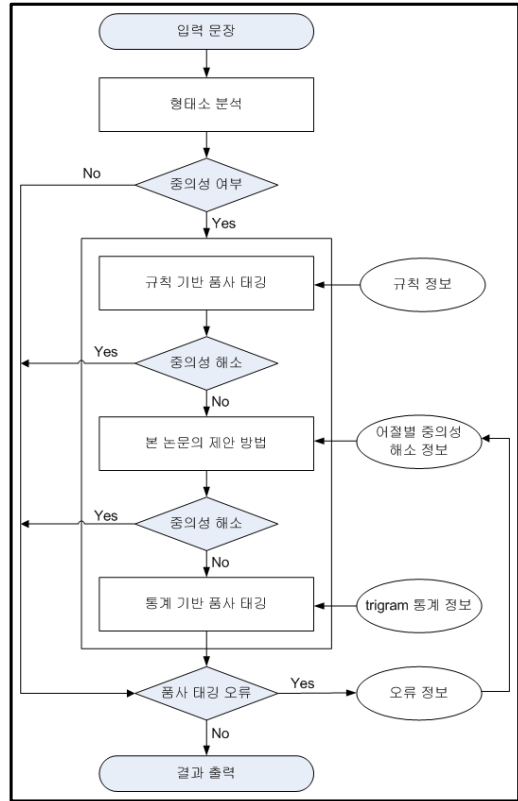 입력 문장
형태소 분석
No
중의성 여부
Yes
규칙 기반 품사 태깅
규칙 정보
Yes
중의성 해소
No
본 논문의 제안 방법
어절별 중의성
해소 정보
Yes
중의성 해소
No
통계 기반 품사 태깅
trigram 통계 정보
품사 태깅 오류
Yes
오류 정보
No
결과 출력